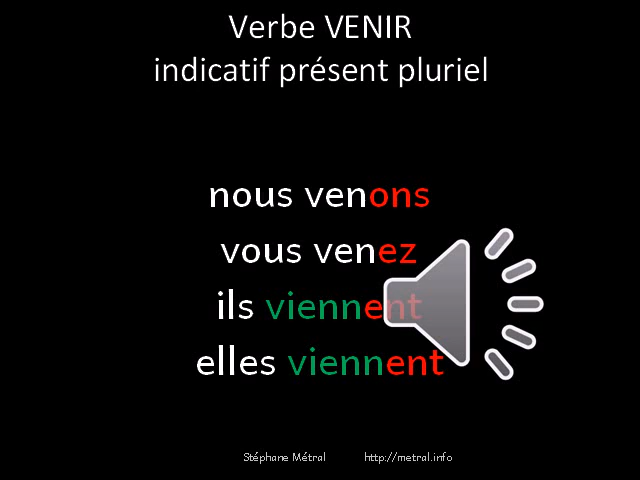 Verbe VENIR
indicatif présent pluriel
nous venons
vous venez
ils viennent
elles viennent
Stéphane Métral http://metral.info